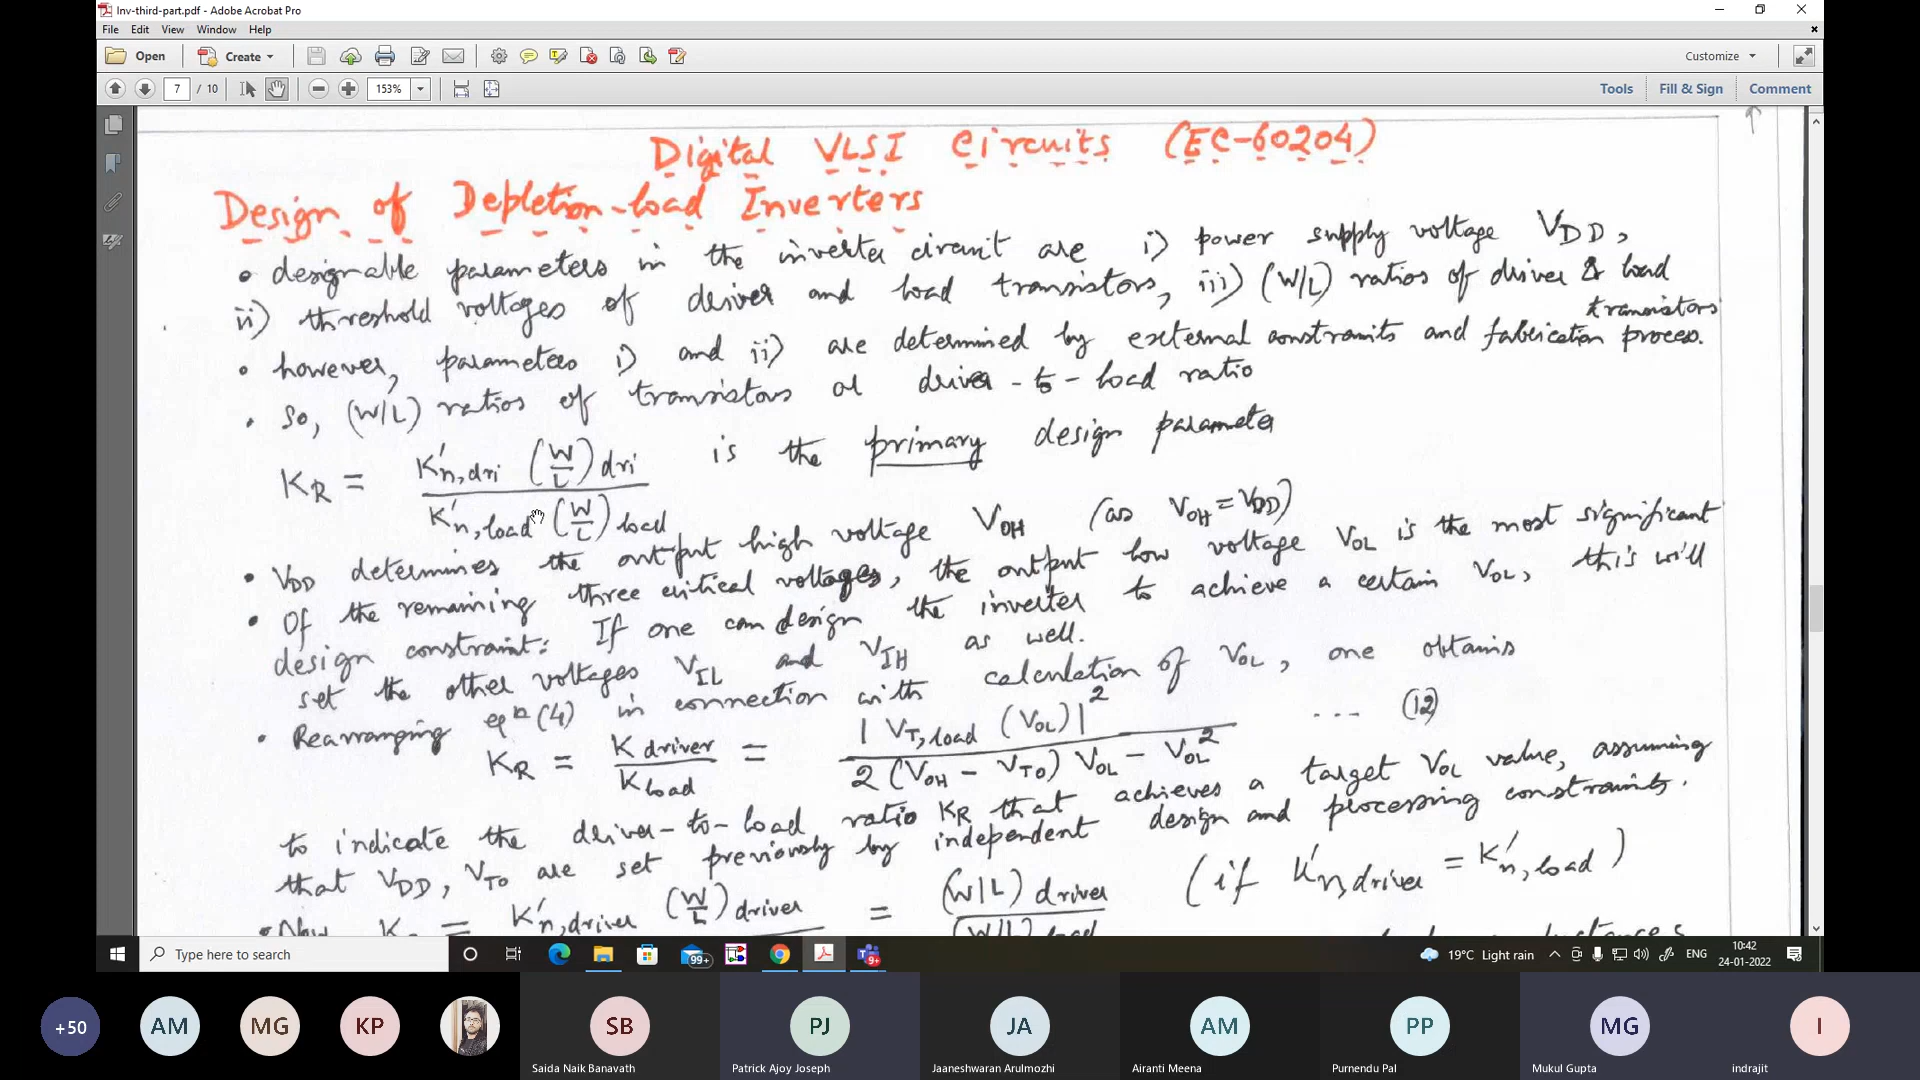 Inv-third-part.pdf - Adobe Acrobat Pro
File Edit View Window Help
Open Create Customize
7 / 10 153% Tools Fill & Sign Comment
Digital VLSI Circuits (EC-60204)
Design of Depletion-load Inverters
• designable parameters in the inverter circuit are i) power supply voltage VDD,
ii) threshold voltages of driver and load transistors, iii) (W/L) ratios of driver & load
transistors
• however, parameters i) and ii) are determined by external constraints and fabrication process.
• So, (W/L) ratios of transistors or driver-to-load ratio
KR = K'n,dri (W/L)dri / K'n,load (W/L)load is the primary design parameter
• VDD determines the output high voltage VOH (as VOH = VDD)
• Of the remaining three critical voltages, the output low voltage VOL is the most significant
design constraint: If one can design the inverter to achieve a certain VOL, this will
set the other voltages VIL and VIH as well.
• Rearranging eqn (4) in connection with calculation of VOL, one obtains
KR = Kdriver / Kload = |VT,load (VOL)|² / 2(VOH - VTO) VOL - VOL² ... (12)
to indicate the driver-to-load ratio KR that achieves a target VOL value, assuming
that VDD, VTO are set previously by independent design and processing constraints.
• Now K = K'n,driver (W/L)driver = (W/L)driver / (W/L)load (if K'n,driver = K'n,load)
Type here to search 99+ 9+ 19°C Light rain ENG 10:42
24-01-2022
+50 AM MG KP SB PJ JA AM PP MG I
Saida Naik Banavath Patrick Ajoy Joseph Jaaneshwaran Arulmozhi Airanti Meena Purnendu Pal Mukul Gupta indrajit